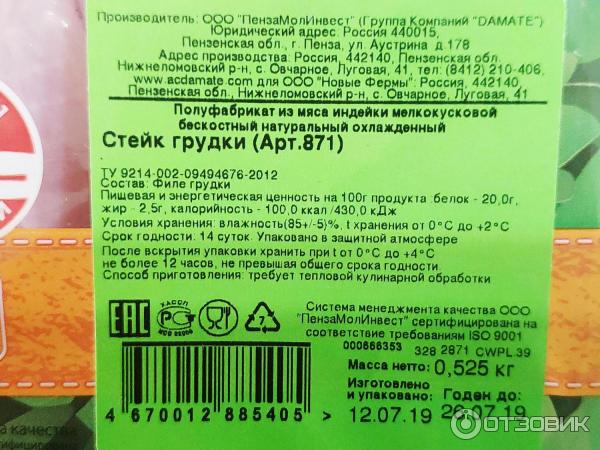 Производитель: ООО "ПензаМолИнвест" (Группа Компаний "DAMATE")
Юридический адрес: Россия 440015,
Пензенская обл., г. Пенза, ул. Аустрина д.178
Адрес производства: Россия, 442140, Пензенская обл.
Нижнеломовский р-н, с. Овчарное, Луговая, 41, тел.: (8412) 210-406,
www.acdamate.com для ООО "Новые Фермы": Россия, 442140,
Пензенская обл., Нижнеломовский р-н, с. Овчарное, Луговая, 41
Полуфабрикат из мяса индейки мелкокусковой
бескостный натуральный охлажденный
Стейк грудки (Арт.871)
ТУ 9214-002-09494676-2012
Состав: Филе грудки
Пищевая и энергетическая ценность на 100г продукта :белок - 20,0г,
жир - 2,5г, калорийность - 100,0 ккал /430,0 кДж
Условия хранения: влажность(85+/-5)%, t хранения от 0°С до +2°С
Срок годности: 14 суток. Упаковано в защитной атмосфере
После вскрытия упаковки хранить при t от 0°С до +4°С
не более 12 часов, не превышая общего срока годности.
Способ приготовления: требует тепловой кулинарной обработки
EAC
ХАССП
7
Система менеджмента качества ООО
"ПензаМолИнвест" сертифицирована на
соответствие требованиям ISO 9001
000666353 328 2871 CWPL.39
Масса нетто: 0,525 кг
Изготовлено
и упаковано: Годен до:
12.07.19 26.07.19
4 670012 885405 >
а качества
ОТЗОВИК